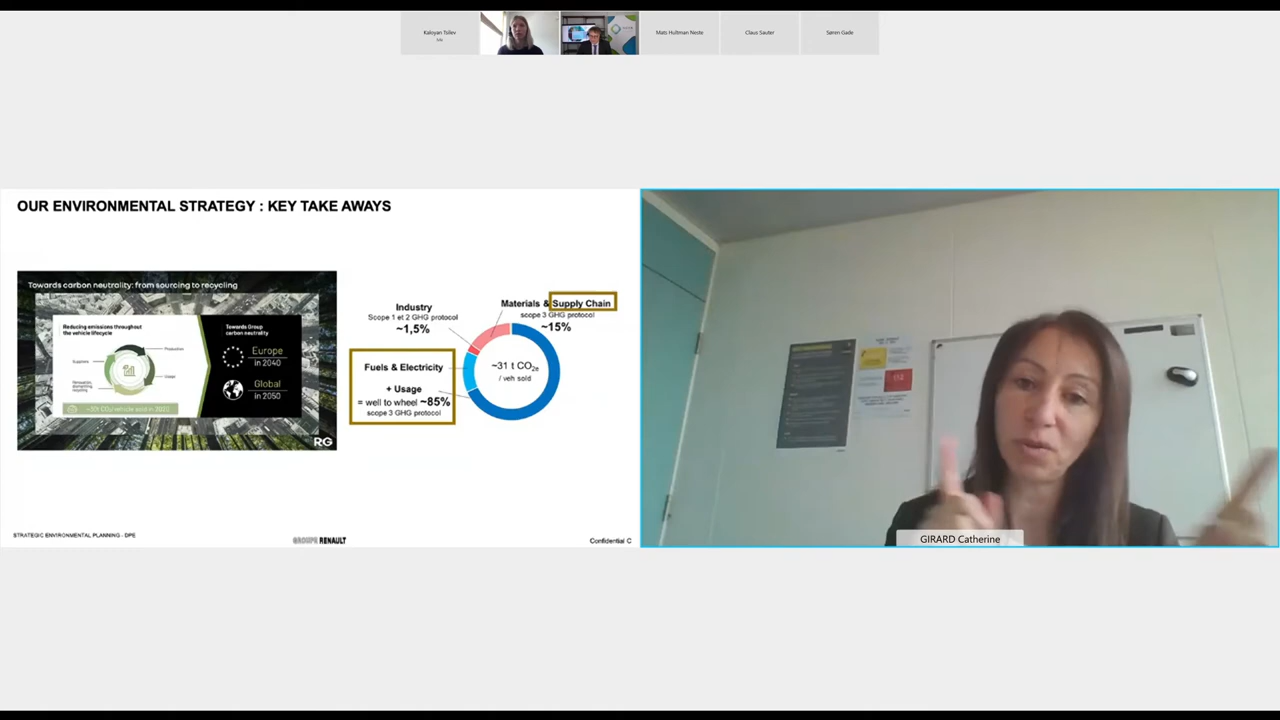 Kaloyan Tsilev
Mats Hultman Neste
Claus Sauter
Søren Gade
OUR ENVIRONMENTAL STRATEGY : KEY TAKE AWAYS
Towards carbon neutrality: from sourcing to recycling
Reducing emissions throughout
the vehicle lifecycle
Production
Suppliers
Usage
Towards Group
carbon neutrality
Europe
in 2040
Global
in 2050
RG
Industry
Scope 1 et 2 GHG protocol
~1,5%
Materials & Supply Chain
scope 3 GHG protocol
~15%
Fuels & Electricity
+ Usage
= well to wheel ~85%
scope 3 GHG protocol
~31 t CO2e
/ veh sold
STRATEGIC ENVIRONMENTAL PLANNING - DPE
GROUPE RENAULT
Confidential C
GIRARD Catherine